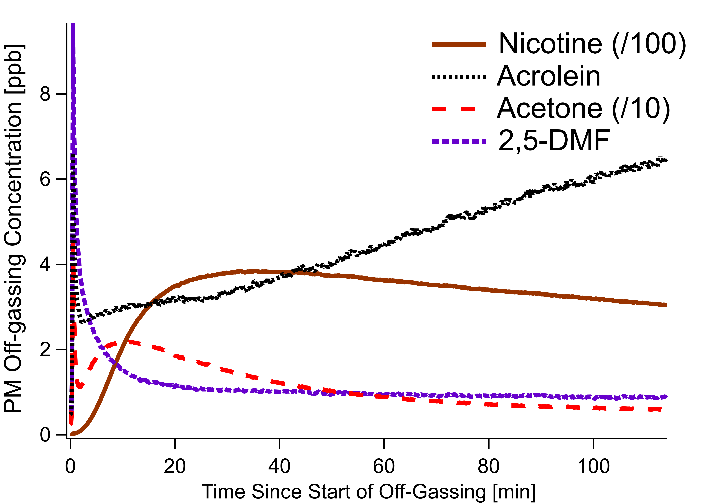 Nicotine (/100)
Acrolein
Acetone (/10)
2,5-DMF
PM Off-gassing Concentration [ppb]
8
6
4
2
0
0 20 40 60 80 100
Time Since Start of Off-Gassing [min]